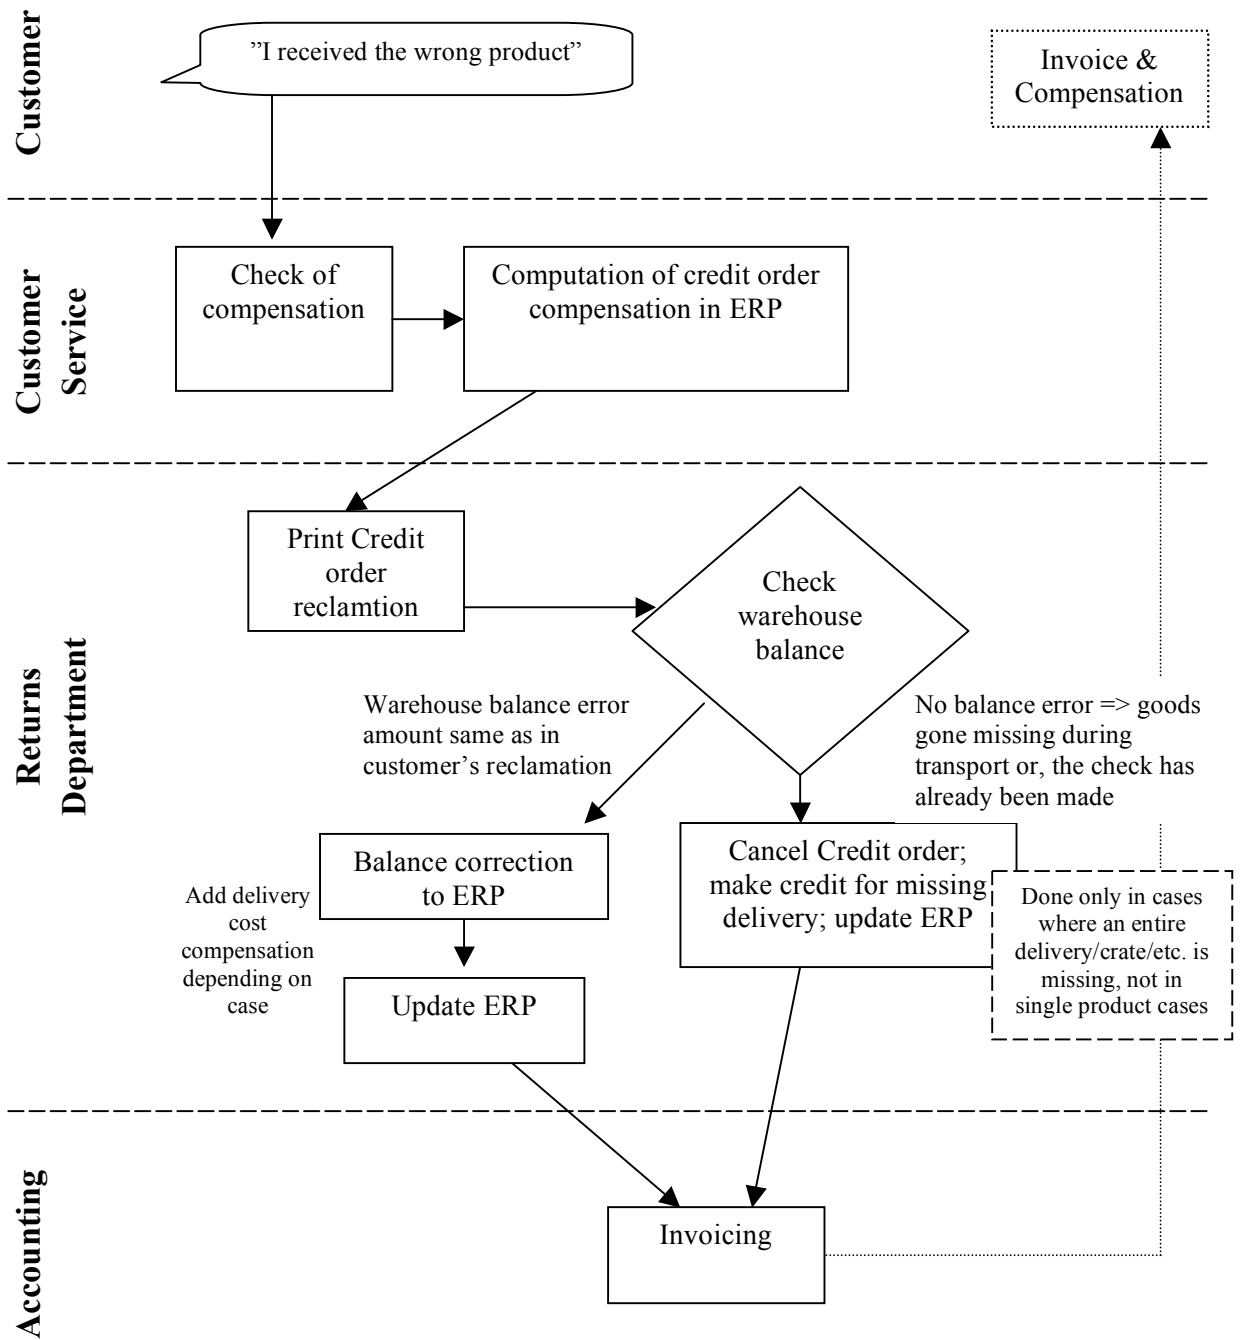 Customer
”I received the wrong product”
Invoice &
Compensation
Customer
Service
Check of
compensation
Computation of credit order
compensation in ERP
Returns
Department
Print Credit
order
reclamtion
Check
warehouse
balance
Warehouse balance error
amount same as in
customer’s reclamation
No balance error => goods
gone missing during
transport or, the check has
already been made
Balance correction
to ERP
Add delivery
cost
compensation
depending on
case
Update ERP
Cancel Credit order;
make credit for missing
delivery; update ERP
Done only in cases
where an entire
delivery/crate/etc. is
missing, not in
single product cases
Accounting
Invoicing